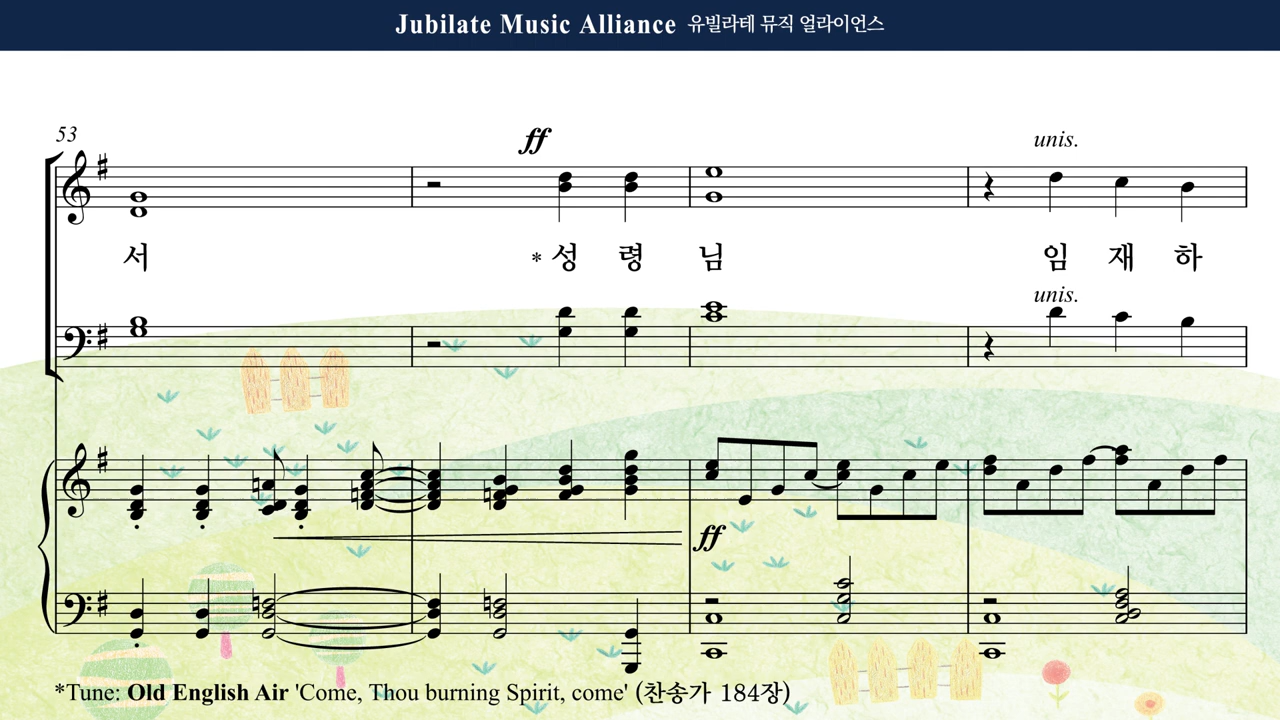 Jubilate Music Alliance 유빌라테 뮤직 얼라이언스
53
ff
unis.
서 *성 령 님 임 재 하
unis.
ff
*Tune: Old English Air 'Come, Thou burning Spirit, come' (찬송가 184장)